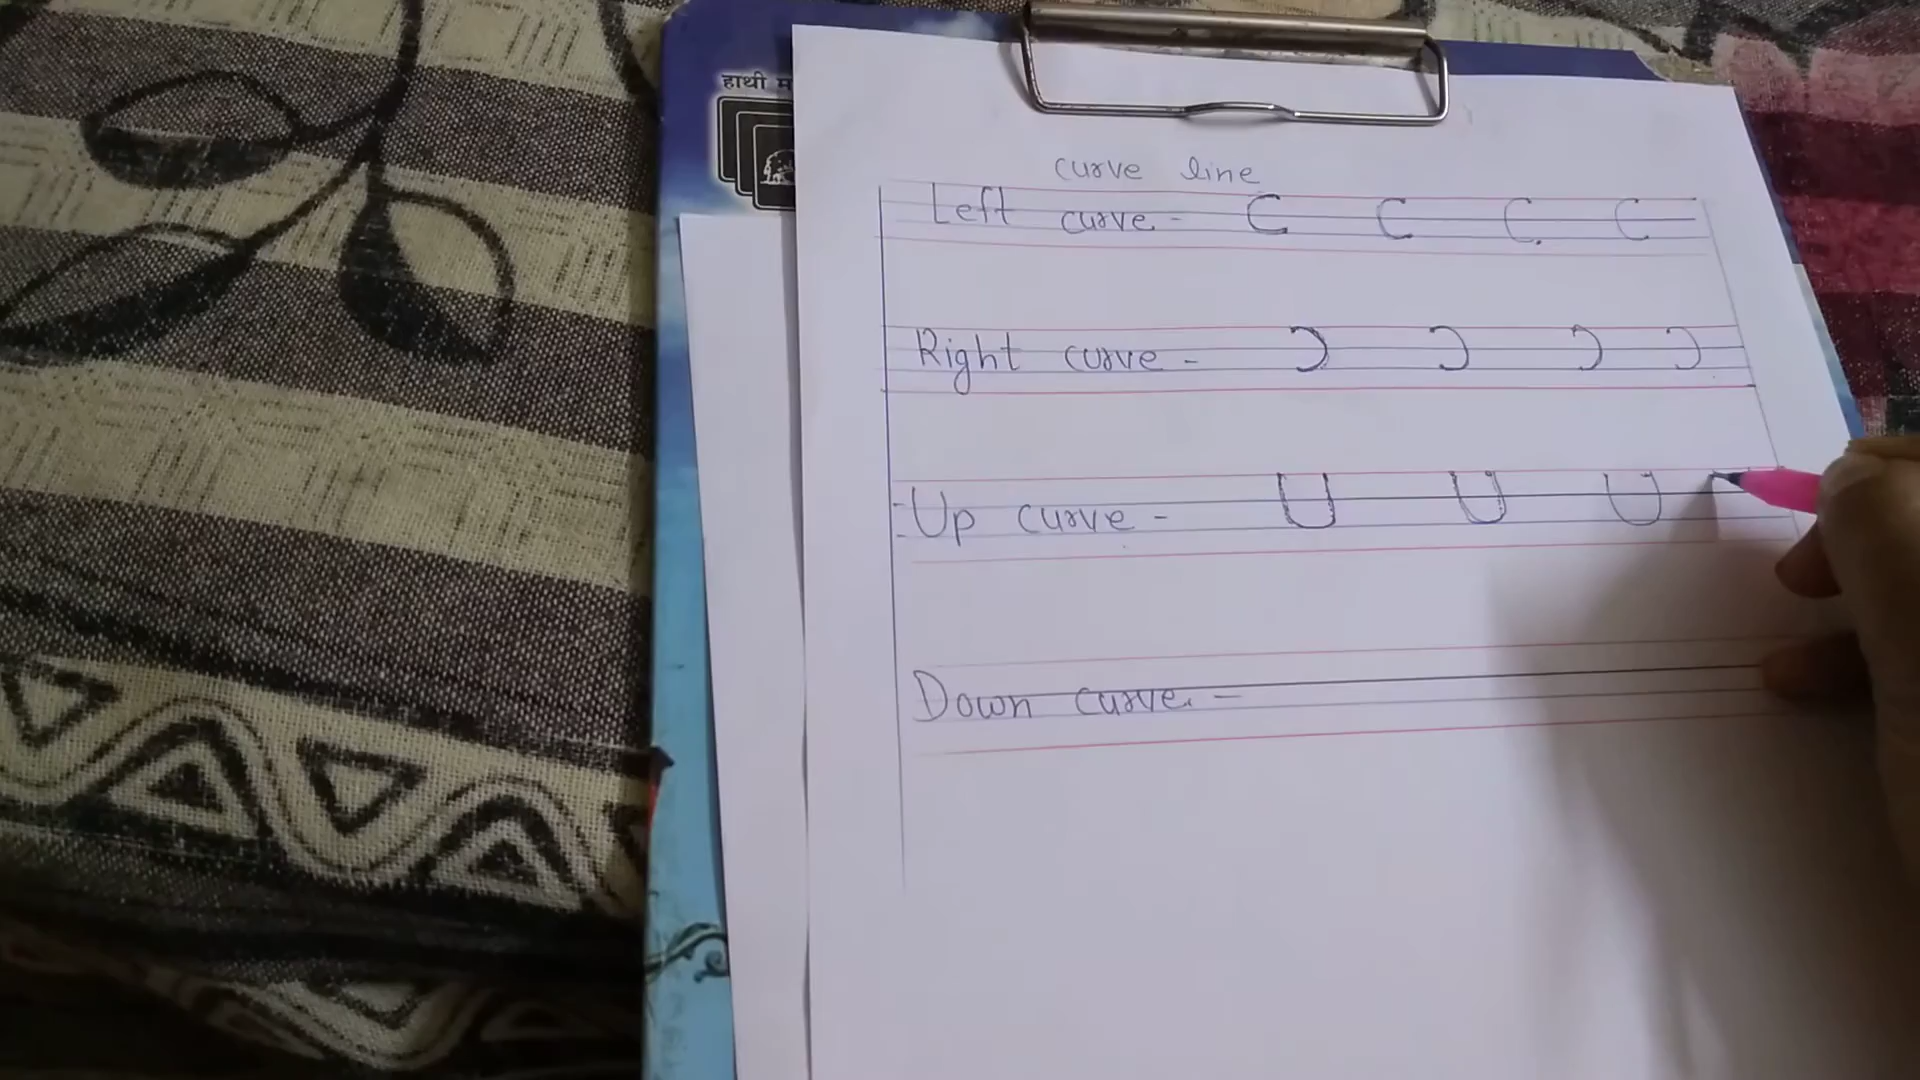 हाथी
curve line
Left curve - C C C C
Right curve - Ɔ Ɔ Ɔ Ɔ
Up curve - U U U
Down curve. -